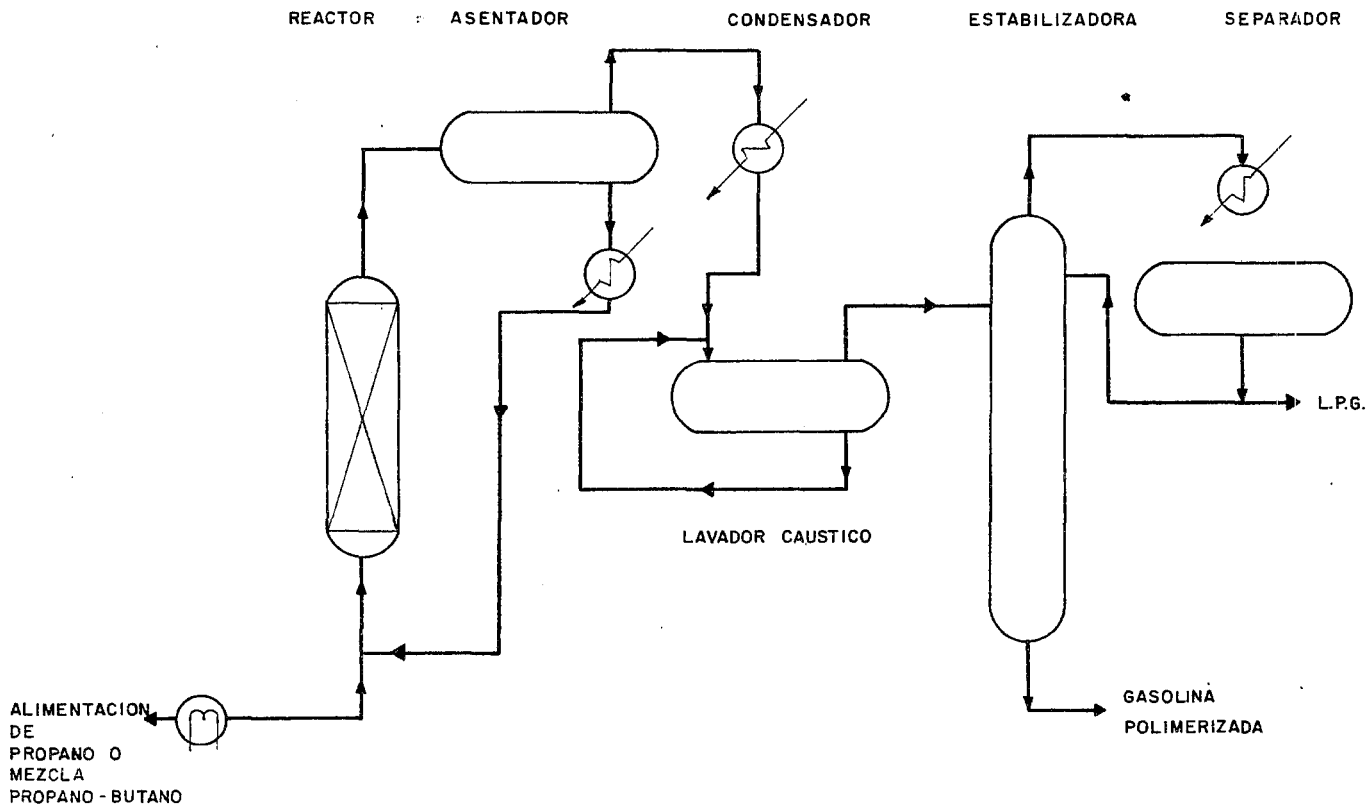 REACTOR
ASENTADOR
CONDENSADOR
ESTABILIZADORA
SEPARADOR
L.P.G.
LAVADOR CAUSTICO
GASOLINA
POLIMERIZADA
ALIMENTACION
DE
PROPANO O
MEZCLA
PROPANO - BUTANO